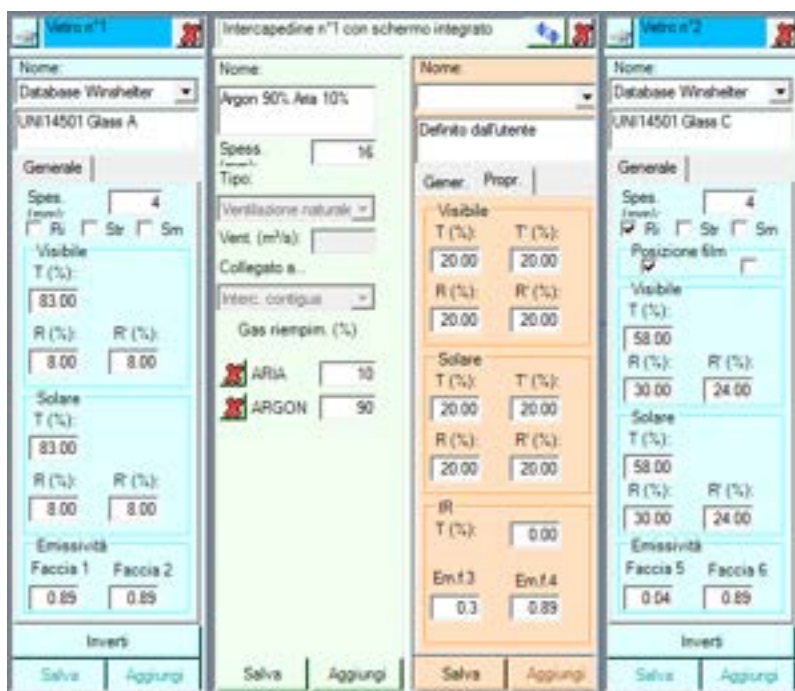 Vetro n°1
Nome:
Database Winshelter
UNI14501 Glass A
Generale
Spes.
4
Ri Str Sm
Visibile
T (%):
83.00
R (%): R' (%):
8.00 8.00
Solare
T (%):
83.00
R (%): R' (%):
8.00 8.00
Emissività
Faccia 1 Faccia 2
0.89 0.89
Inverti
Salva Aggiungi
Intercapedine n°1 con schermo integrato
Nome:
Argon 90% Aria 10%
Spess.
16
Tipo:
Ventilazione naturale
Vent. (m³/s):
Collegato a...
Interc. contigua
Gas riempim. (%)
ARIA 10
ARGON 90
Salva Aggiungi
Nome:
Definito dall'utente
Gener. Propr.
Visibile
T (%): T' (%):
20.00 20.00
R (%): R' (%):
20.00 20.00
Solare
T (%): T' (%):
20.00 20.00
R (%): R' (%):
20.00 20.00
IR
T (%): 0.00
Em.f.3 Em.f.4
0.3 0.89
Salva Aggiungi
Vetro n°2
Nome:
Database Winshelter
UNI14501 Glass C
Generale
Spes.
4
Ri Str Sm
Posizione film
Visibile
T (%):
58.00
R (%): R' (%):
30.00 24.00
Solare
T (%):
58.00
R (%): R' (%):
30.00 24.00
Emissività
Faccia 5 Faccia 6
0.04 0.89
Inverti
Salva Aggiungi